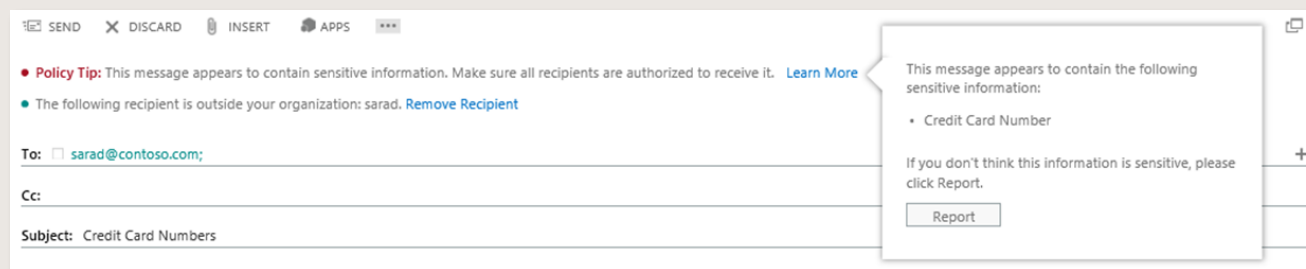 SEND DISCARD INSERT APPS •••
• Policy Tip: This message appears to contain sensitive information. Make sure all recipients are authorized to receive it. Learn More
• The following recipient is outside your organization: sarad. Remove Recipient
To: sarad@contoso.com;
Cc:
Subject: Credit Card Numbers
This message appears to contain the following
sensitive information:
• Credit Card Number
If you don't think this information is sensitive, please
click Report.
Report